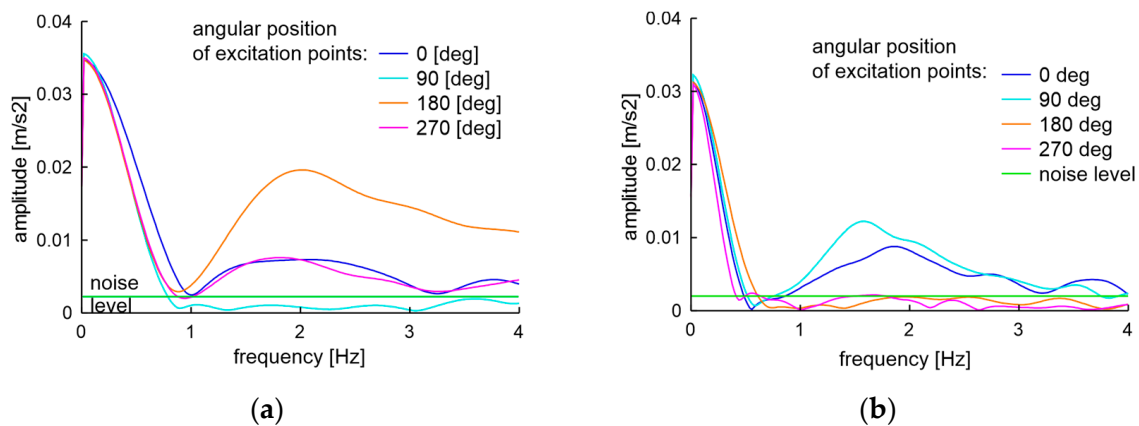 0.04
0.03
0.02
0.01
0
amplitude [m/s2]
angular position
of excitation points:
0 [deg]
90 [deg]
180 [deg]
270 [deg]
noise
level
0 1 2 3 4
frequency [Hz]
(a)
0.04
0.03
0.02
0.01
0
amplitude [m/s2]
angular position
of excitation points:
0 deg
90 deg
180 deg
270 deg
noise level
0 1 2 3 4
frequency [Hz]
(b)